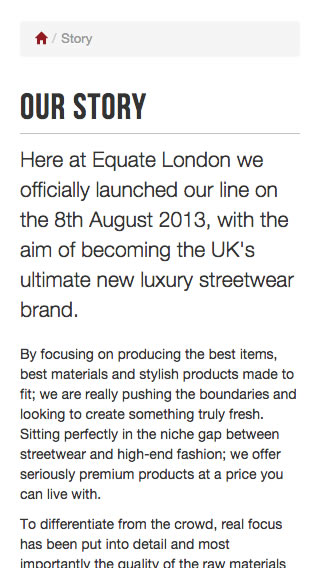 / Story
OUR STORY
Here at Equate London we
officially launched our line on
the 8th August 2013, with the
aim of becoming the UK's
ultimate new luxury streetwear
brand.
By focusing on producing the best items,
best materials and stylish products made to
fit; we are really pushing the boundaries and
looking to create something truly fresh.
Sitting perfectly in the niche gap between
streetwear and high-end fashion; we offer
seriously premium products at a price you
can live with.
To differentiate from the crowd, real focus
has been put into detail and most
importantly the quality of the raw materials